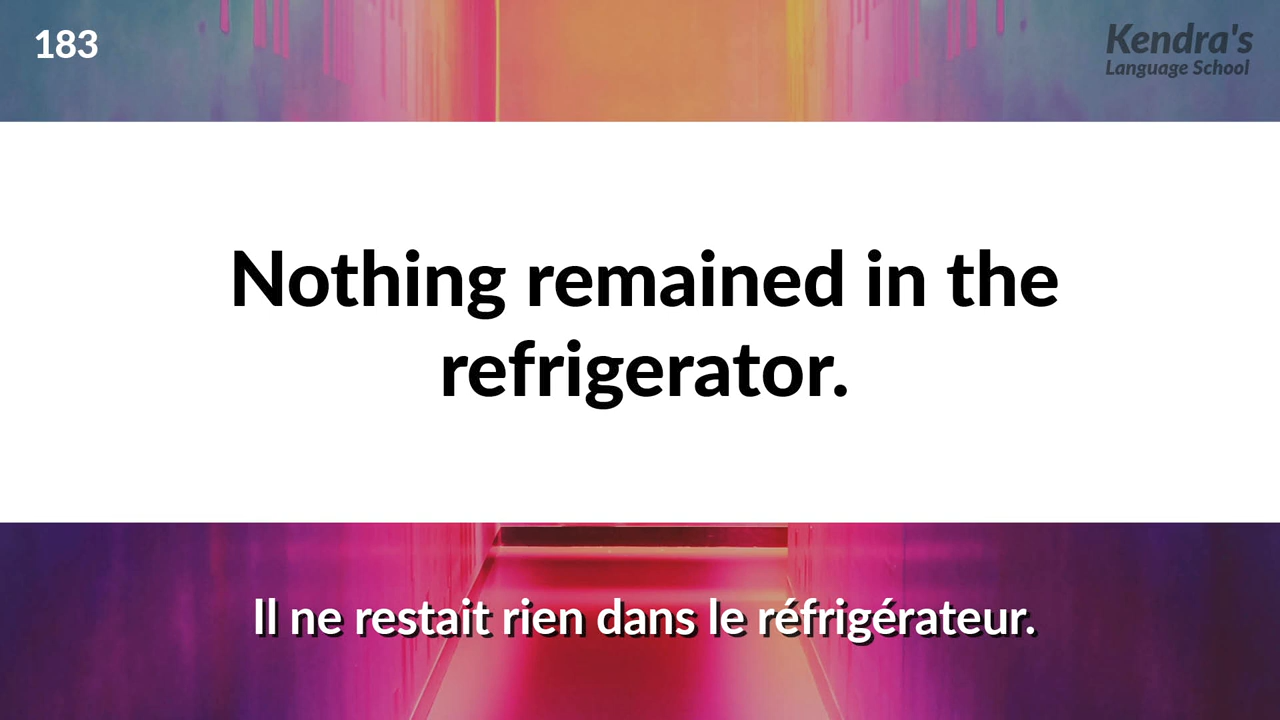 183
Kendra's
Language School
Nothing remained in the
refrigerator.
Il ne restait rien dans le réfrigérateur.